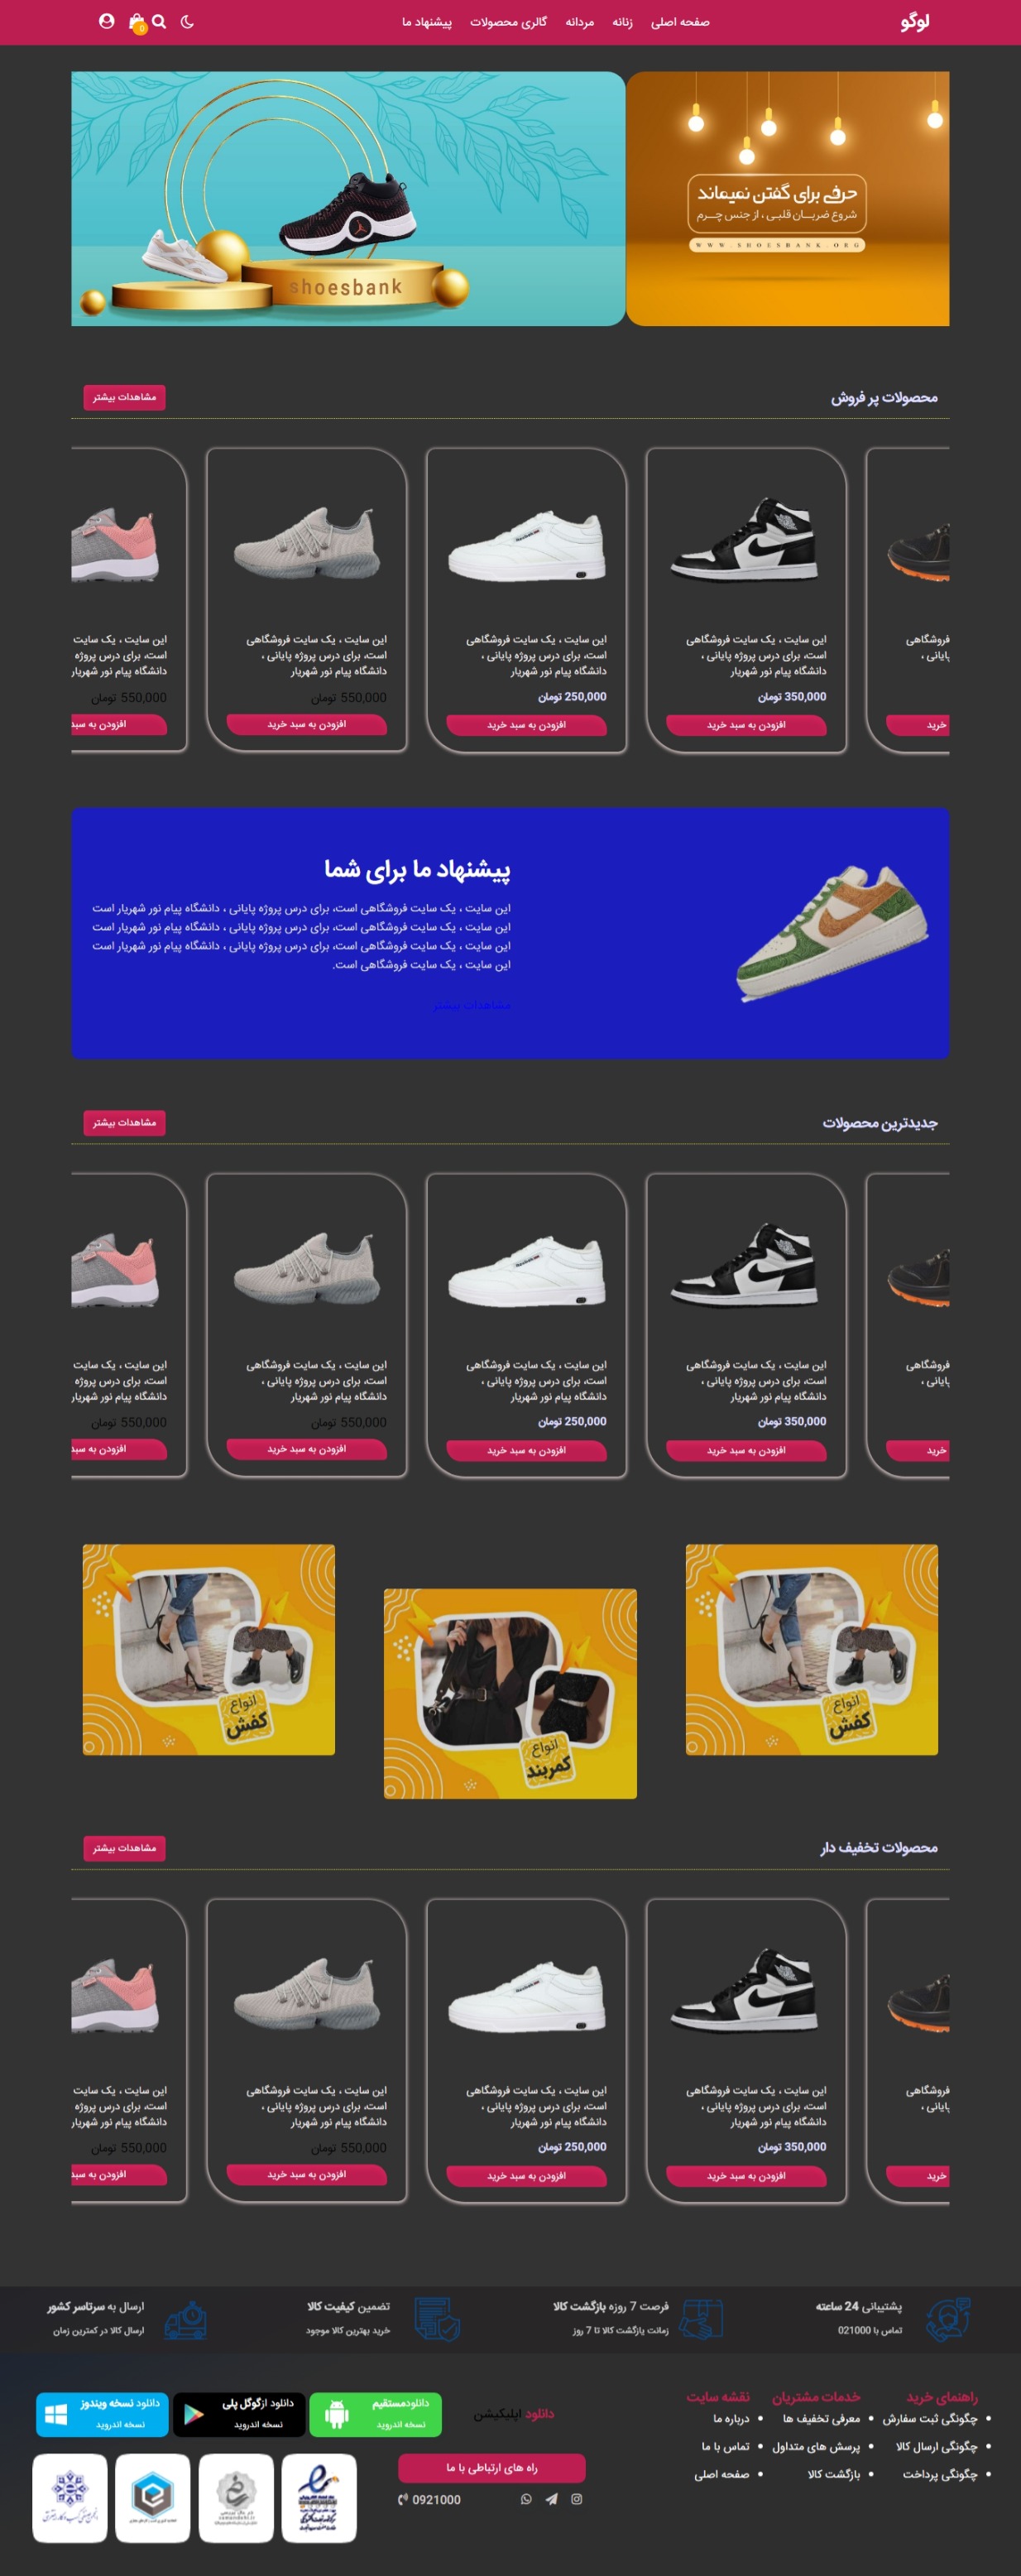 لوگو
صفحه اصلی
زنانه
مردانه
گالری محصولات
پیشنهاد ما
0
حرفی برای گفتن نمیماند
شروع ضربــان قلبـی ، از جنس چــرم
WWW.SHOESBANK.ORG
shoesbank
محصولات پر فروش
مشاهدات بیشتر
فروشگاهی
پایانی ،
خرید
این سایت ، یک سایت فروشگاهی
است، برای درس پروژه پایانی ،
دانشگاه پیام نور شهریار
350,000 تومان
افزودن به سبد خرید
این سایت ، یک سایت فروشگاهی
است، برای درس پروژه پایانی ،
دانشگاه پیام نور شهریار
250,000 تومان
افزودن به سبد خرید
این سایت ، یک سایت فروشگاهی
است، برای درس پروژه پایانی ،
دانشگاه پیام نور شهریار
550,000 تومان
افزودن به سبد خرید
این سایت ، یک سایت
است، برای درس پروژه
دانشگاه پیام نور شهریار
550,000 تومان
افزودن به سبد
پیشنهاد ما برای شما
این سایت ، یک سایت فروشگاهی است، برای درس پروژه پایانی ، دانشگاه پیام نور شهریار است
این سایت ، یک سایت فروشگاهی است، برای درس پروژه پایانی ، دانشگاه پیام نور شهریار است
این سایت ، یک سایت فروشگاهی است، برای درس پروژه پایانی ، دانشگاه پیام نور شهریار است
این سایت ، یک سایت فروشگاهی است.
مشاهدات بیشتر
جدیدترین محصولات
مشاهدات بیشتر
فروشگاهی
پایانی ،
خرید
این سایت ، یک سایت فروشگاهی
است، برای درس پروژه پایانی ،
دانشگاه پیام نور شهریار
350,000 تومان
افزودن به سبد خرید
این سایت ، یک سایت فروشگاهی
است، برای درس پروژه پایانی ،
دانشگاه پیام نور شهریار
250,000 تومان
افزودن به سبد خرید
این سایت ، یک سایت فروشگاهی
است، برای درس پروژه پایانی ،
دانشگاه پیام نور شهریار
550,000 تومان
افزودن به سبد خرید
این سایت ، یک سایت
است، برای درس پروژه
دانشگاه پیام نور شهریار
550,000 تومان
افزودن به سبد
انواع
کفش
انواع
کمربند
انواع
کفش
محصولات تخفیف دار
مشاهدات بیشتر
فروشگاهی
پایانی ،
خرید
این سایت ، یک سایت فروشگاهی
است، برای درس پروژه پایانی ،
دانشگاه پیام نور شهریار
350,000 تومان
افزودن به سبد خرید
این سایت ، یک سایت فروشگاهی
است، برای درس پروژه پایانی ،
دانشگاه پیام نور شهریار
250,000 تومان
افزودن به سبد خرید
این سایت ، یک سایت فروشگاهی
است، برای درس پروژه پایانی ،
دانشگاه پیام نور شهریار
550,000 تومان
افزودن به سبد خرید
این سایت ، یک سایت
است، برای درس پروژه
دانشگاه پیام نور شهریار
550,000 تومان
افزودن به سبد
پشتیبانی 24 ساعته
تماس با 021000
فرصت 7 روزه بازگشت کالا
زمانت بازگشت کالا تا 7 روز
تضمین کیفیت کالا
خرید بهترین کالا موجود
ارسال به سرتاسر کشور
ارسال کالا در کمترین زمان
راهنمای خرید
چگونگی ثبت سفارش
چگونگی ارسال کالا
چگونگی پرداخت
خدمات مشتریان
معرفی تخفیف ها
پرسش های متداول
بازگشت کالا
نقشه سایت
درباره ما
تماس با ما
صفحه اصلی
دانلود اپلیکیشن
دانلودمستقیم
نسخه اندروید
دانلود ازگوگل پلی
نسخه اندروید
دانلود نسخه ویندوز
نسخه اندروید
راه های ارتباطی با ما
0921000